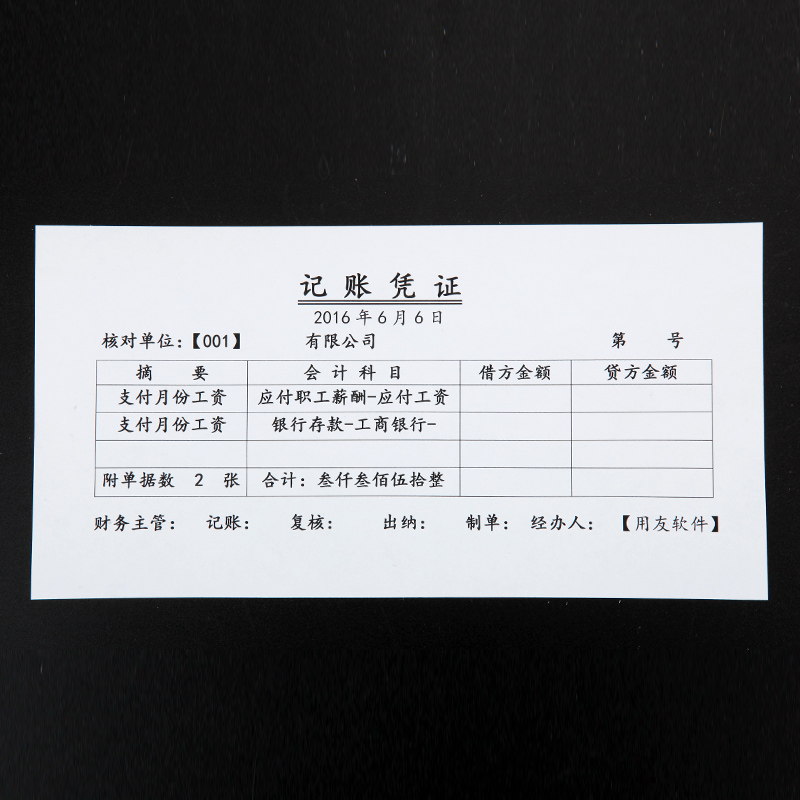 记账凭证
2016年6月6日
核对单位：【001】 有限公司 第 号
摘 要 会计科目 借方金额 贷方金额
支付月份工资 应付职工薪酬-应付工资
支付月份工资 银行存款-工商银行-
附单据数 2 张 合计：叁仟叁佰伍拾整
财务主管： 记账： 复核： 出纳： 制单： 经办人： 【用友软件】